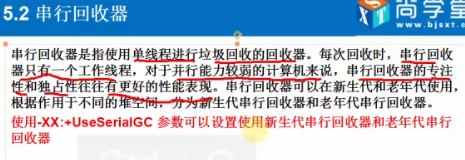 5.2 串行回收器
尚学堂
www.bjsxt.com
串行回收器是指使用单线程进行垃圾回收的回收器。每次回收时，串行回收
器只有一个工作线程，对于并行能力较弱的计算机来说，串行回收器的专注
性和独占性往往有更好的性能表现。串行回收器可以在新生代和老年代使用，
根据作用于不同的堆空间，分为新生代串行回收器和老年代串行回收器。
使用-XX:+UseSerialGC 参数可以设置使用新生代串行回收器和老年代串行
回收器